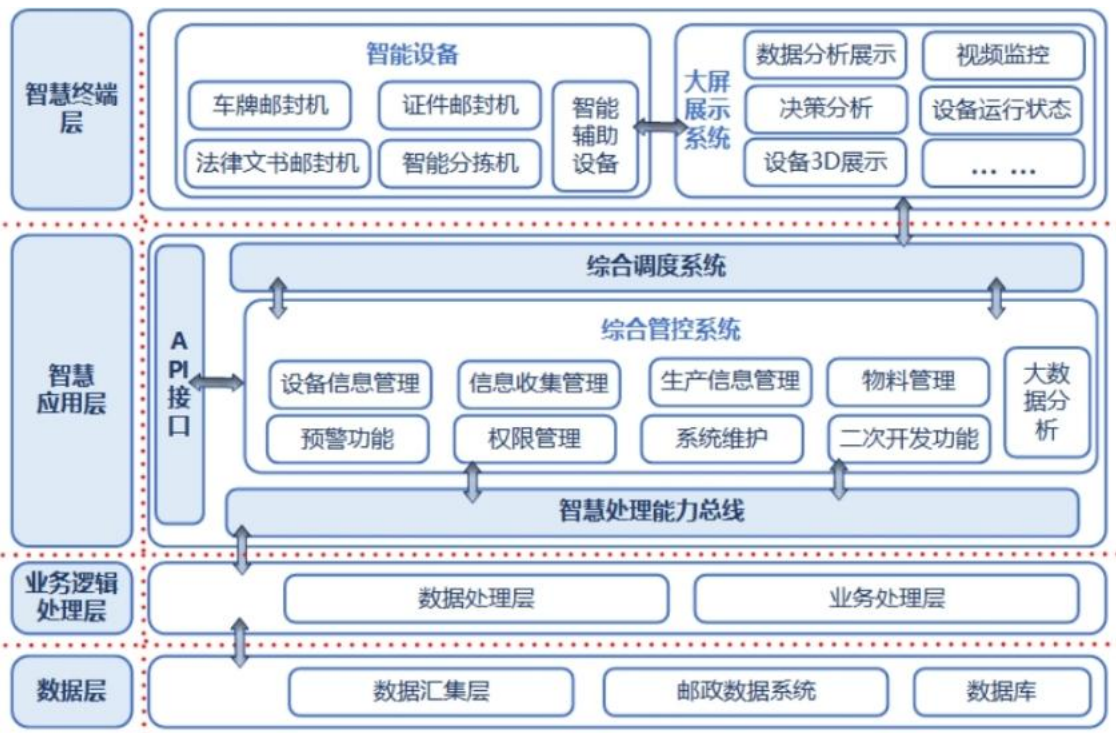 智慧终端
层
智能设备
车牌邮封机
证件邮封机
法律文书邮封机
智能分拣机
智能
辅助
设备
大屏
展示
系统
数据分析展示
视频监控
决策分析
设备运行状态
设备3D展示
... ...
智慧
应用层
A
PI接
口
综合调度系统
综合管控系统
设备信息管理
信息收集管理
生产信息管理
物料管理
预警功能
权限管理
系统维护
二次开发功能
大数
据分
析
智慧处理能力总线
业务逻辑
处理层
数据处理层
业务处理层
数据层
数据汇集层
邮政数据系统
数据库